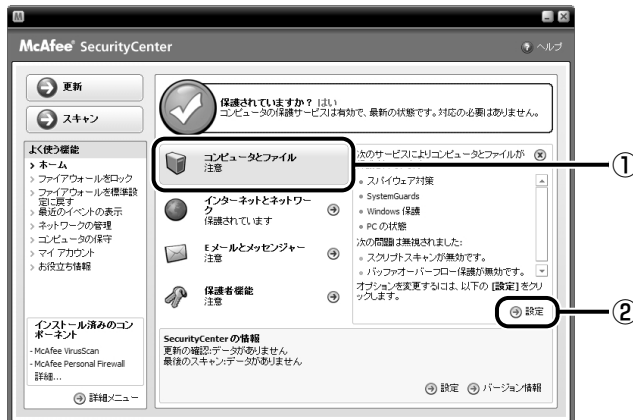 M
McAfee® SecurityCenter
ヘルプ
更新
スキャン
よく使う機能
> ホーム
> ファイアウォールをロック
> ファイアウォールを標準設
定に戻す
> 最近のイベントの表示
> ネットワークの管理
> コンピュータの保守
> マイ アカウント
> お役立ち情報
インストール済みのコン
ポーネント
- McAfee VirusScan
- McAfee Personal Firewall
詳細...
詳細メニュー
保護されていますか? はい
コンピュータの保護サービスは有効で、最新の状態です。対応の必要はありません。
コンピュータとファイル
注意
インターネットとネットワー
ク
保護されています
E メールとメッセンジャー
注意
保護者機能
注意
次のサービスによりコンピュータとファイルが
スパイウェア対策
SystemGuards
Windows 保護
PC の状態
次の問題は無視されました:
スクリプトスキャンが無効です。
バッファオーバーフロー保護が無効です。
オプションを変更するには、以下の [設定] をクリ
ックします。
設定
①
②
SecurityCenter の情報
更新の確認:データがありません
最後のスキャン:データがありません
設定 バージョン情報